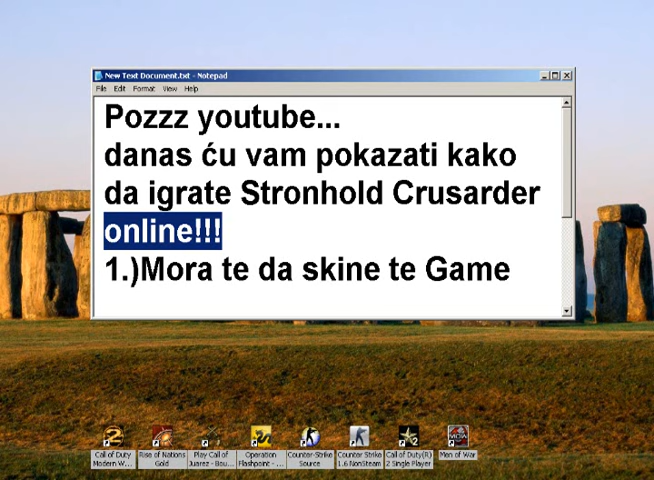 New Text Document.txt - Notepad
File Edit Format View Help
Pozzz youtube...
danas ću vam pokazati kako
da igrate Stronhold Crusarder
online!!!
1.)Mora te da skine te Game
Call of Duty Modern W...
Rise of Nations Gold
Play Call of Juarez - Bou...
Operation Flashpoint - ...
Counter-Strike Source
Counter Strike 1.6 NonSteam
Call of Duty(R) 2 Single Player
Men of War